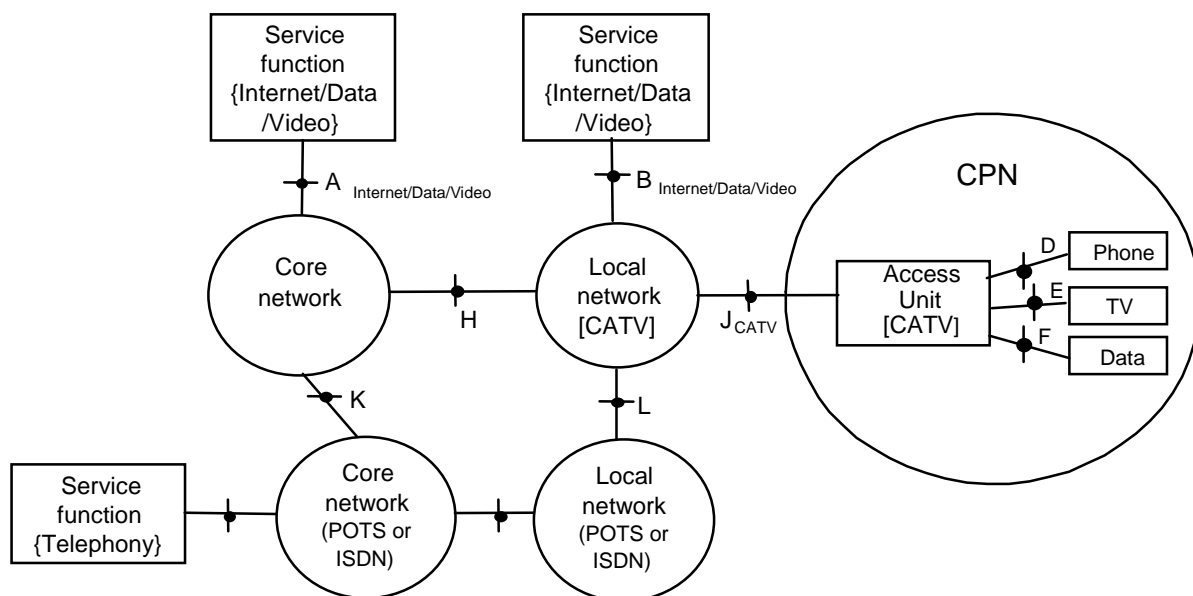 Service
function
{Internet/Data
/Video}
Service
function
{Internet/Data
/Video}
A Internet/Data/Video
B Internet/Data/Video
CPN
Core
network
H
Local
network
[CATV]
J CATV
Access
Unit
[CATV]
D
Phone
E
TV
F
Data
K
L
Service
function
{Telephony}
Core
network
(POTS or
ISDN)
Local
network
(POTS or
ISDN)